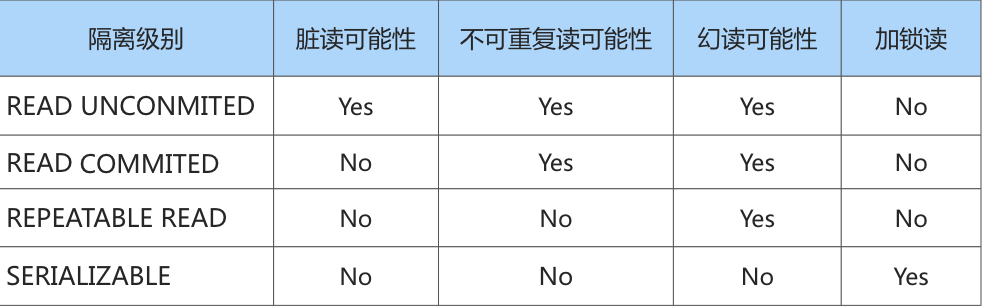 隔离级别 脏读可能性 不可重复读可能性 幻读可能性 加锁读
READ UNCONMITED Yes Yes Yes No
READ COMMITED No Yes Yes No
REPEATABLE READ No No Yes No
SERIALIZABLE No No No Yes